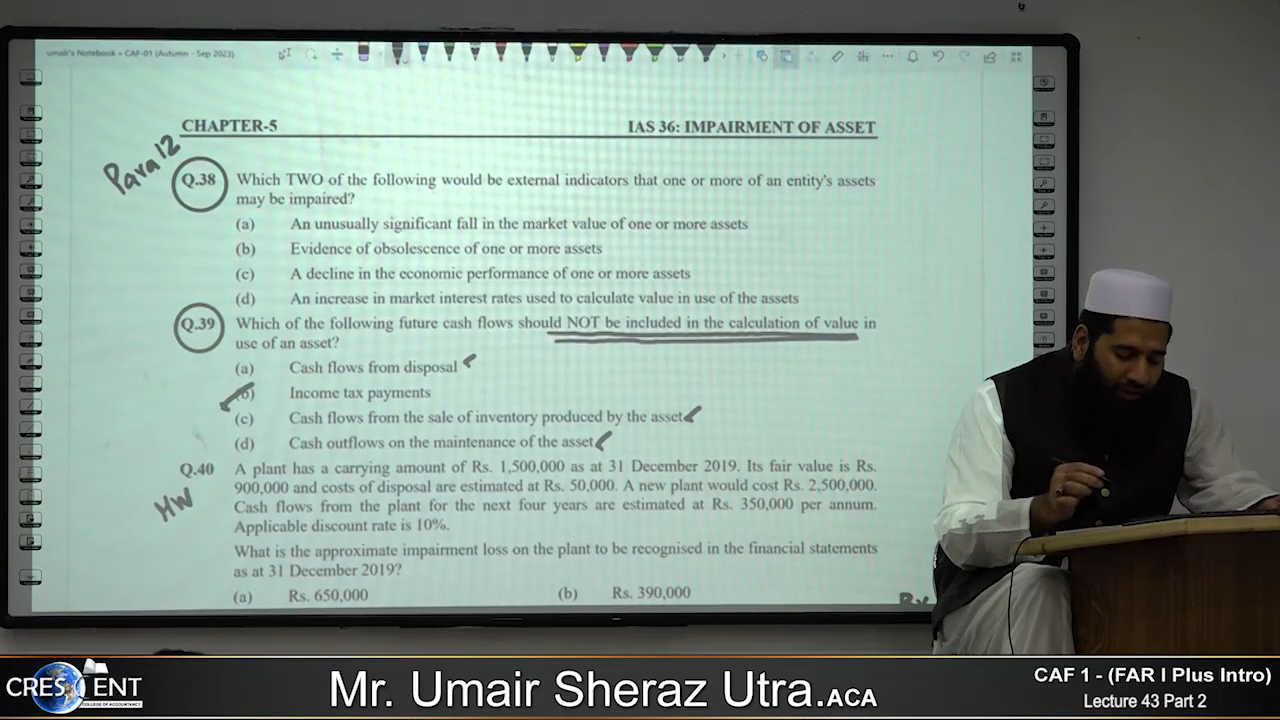 umair's Notebook » CAF-01 (Autumn - Sep 2023)
CHAPTER-5 IAS 36: IMPAIRMENT OF ASSET
Para 12
Q.38 Which TWO of the following would be external indicators that one or more of an entity's assets
may be impaired?
(a) An unusually significant fall in the market value of one or more assets
(b) Evidence of obsolescence of one or more assets
(c) A decline in the economic performance of one or more assets
(d) An increase in market interest rates used to calculate value in use of the assets
Q.39 Which of the following future cash flows should NOT be included in the calculation of value in
use of an asset?
(a) Cash flows from disposal
(b) Income tax payments
(c) Cash flows from the sale of inventory produced by the asset
(d) Cash outflows on the maintenance of the asset
Q.40 A plant has a carrying amount of Rs. 1,500,000 as at 31 December 2019. Its fair value is Rs.
HW 900,000 and costs of disposal are estimated at Rs. 50,000. A new plant would cost Rs. 2,500,000.
Cash flows from the plant for the next four years are estimated at Rs. 350,000 per annum.
Applicable discount rate is 10%.
What is the approximate impairment loss on the plant to be recognised in the financial statements
as at 31 December 2019?
(a) Rs. 650,000 (b) Rs. 390,000
CRESCENT
COLLEGE OF ACCOUNTANCY
Mr. Umair Sheraz Utra.ACA
CAF 1 - (FAR I Plus Intro)
Lecture 43 Part 2